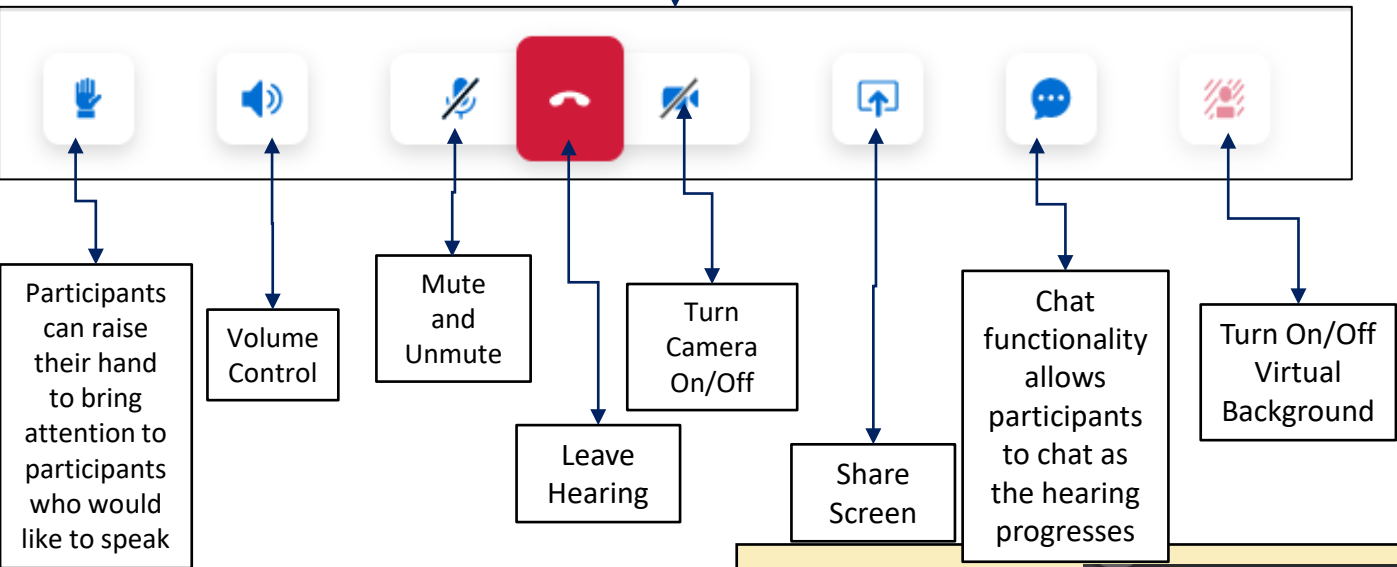 Participants
can raise
their hand
to bring
attention to
participants
who would
like to speak
Volume
Control
Mute
and
Unmute
Leave
Hearing
Turn
Camera
On/Off
Share
Screen
Chat
functionality
allows
participants
to chat as
the hearing
progresses
Turn On/Off
Virtual
Background